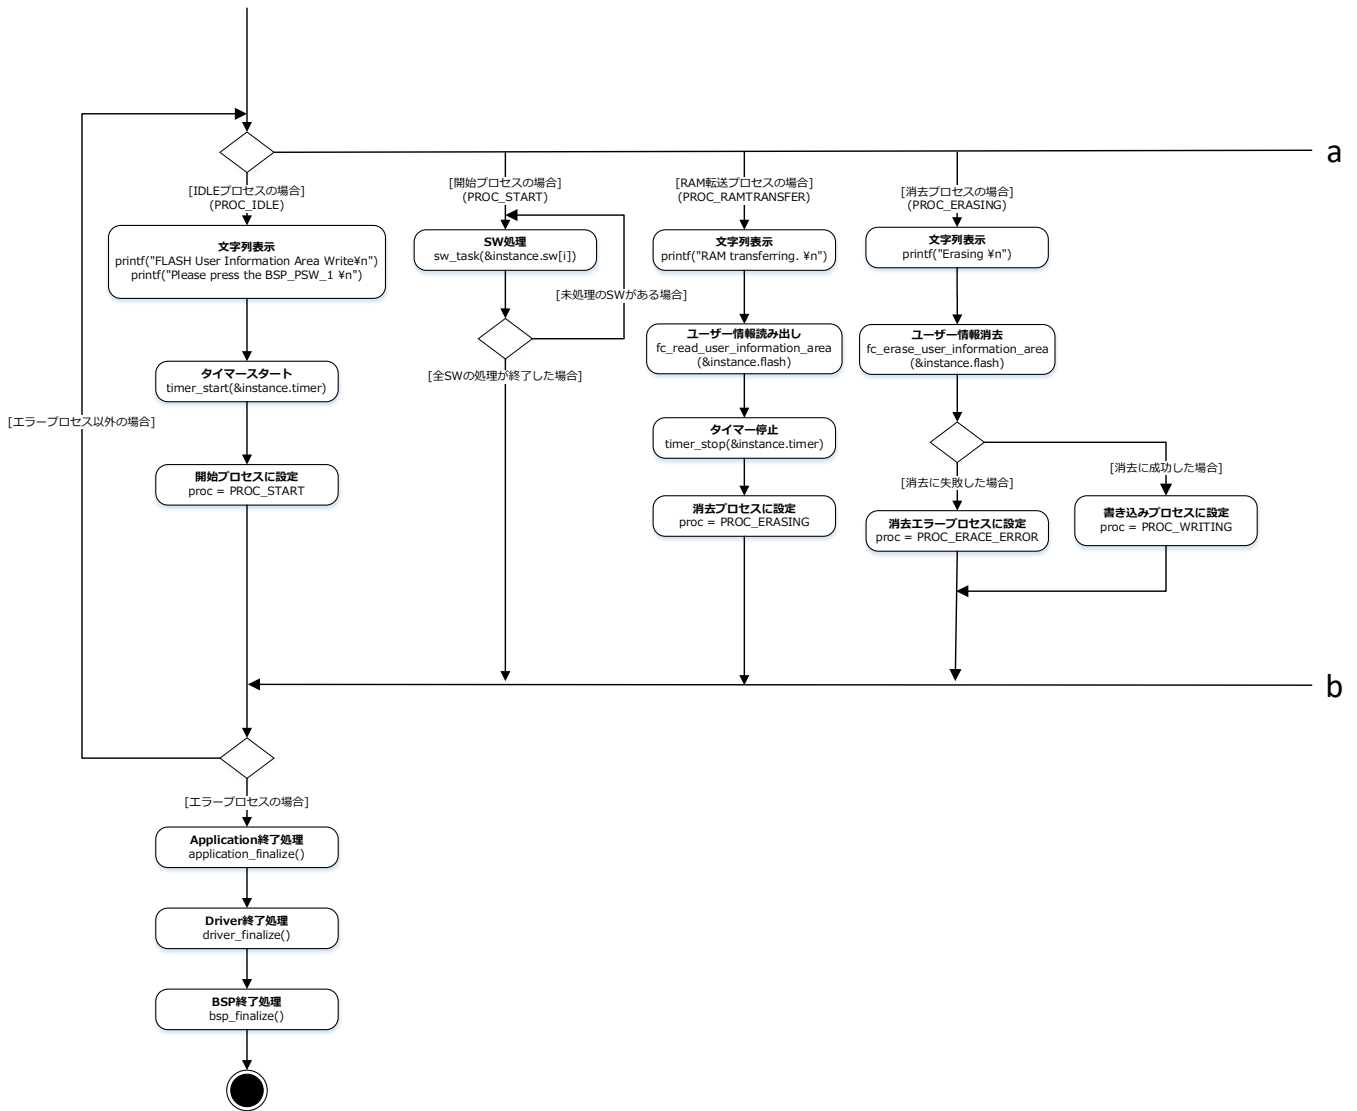 a
[IDLEプロセスの場合]
(PROC_IDLE)
文字列表示
printf("FLASH User Information Area Write¥n")
printf("Please press the BSP_PSW_1 ¥n")
タイマースタート
timer_start(&instance.timer)
開始プロセスに設定
proc = PROC_START
[エラープロセス以外の場合]
[開始プロセスの場合]
(PROC_START)
SW処理
sw_task(&instance.sw[i])
[未処理のSWがある場合]
[全SWの処理が終了した場合]
[RAM転送プロセスの場合]
(PROC_RAMTRANSFER)
文字列表示
printf("RAM transferring. ¥n")
ユーザー情報読み出し
fc_read_user_information_area
(&instance.flash)
タイマー停止
timer_stop(&instance.timer)
消去プロセスに設定
proc = PROC_ERASING
[消去プロセスの場合]
(PROC_ERASING)
文字列表示
printf("Erasing ¥n")
ユーザー情報消去
fc_erase_user_information_area
(&instance.flash)
[消去に失敗した場合]
消去エラープロセスに設定
proc = PROC_ERACE_ERROR
[消去に成功した場合]
書き込みプロセスに設定
proc = PROC_WRITING
b
[エラープロセスの場合]
Application終了処理
application_finalize()
Driver終了処理
driver_finalize()
BSP終了処理
bsp_finalize()